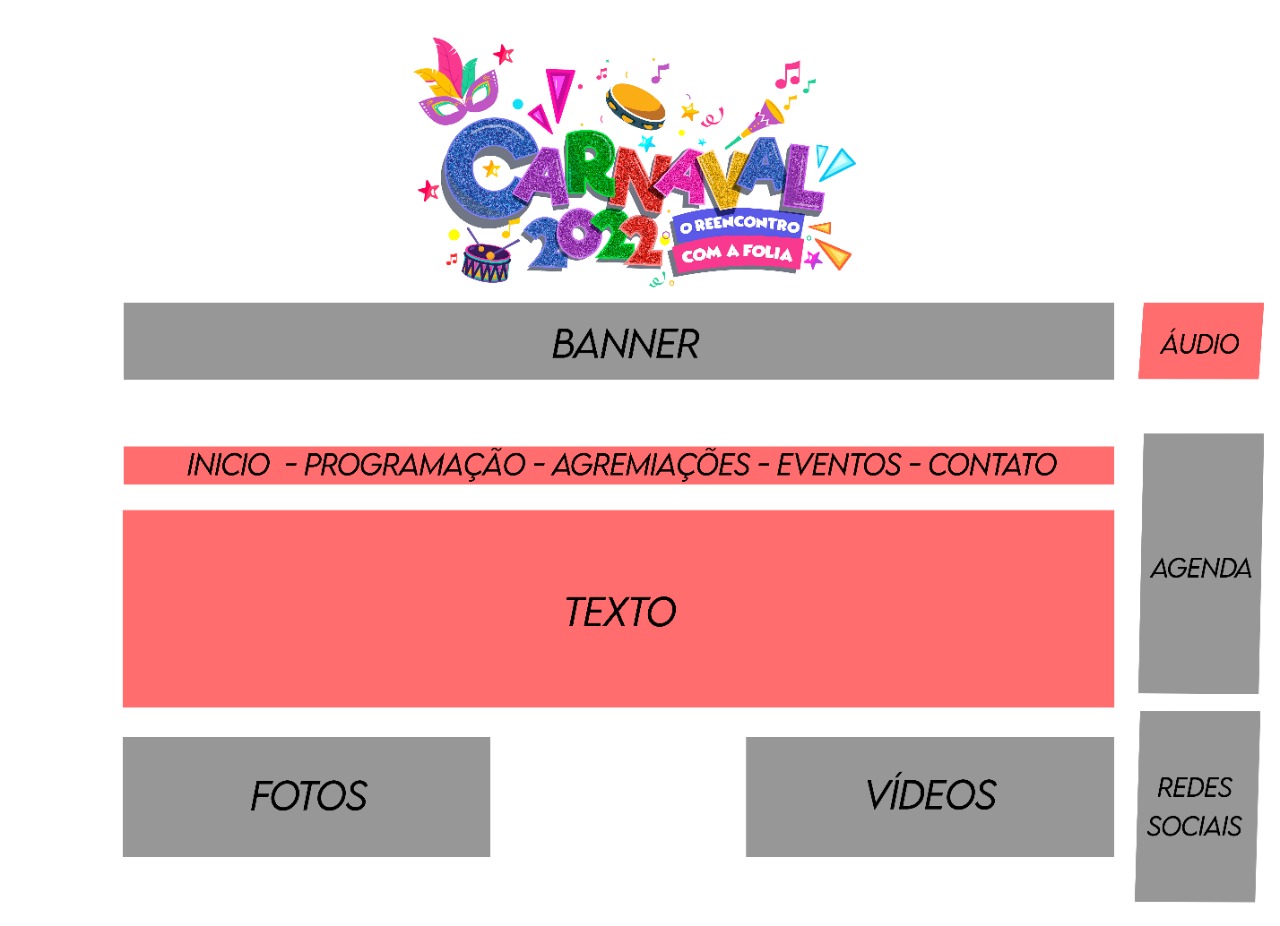 CARNAVAL
2022
O REENCONTRO
COM A FOLIA
BANNER
ÁUDIO
INICIO - PROGRAMAÇÃO - AGREMIAÇÕES - EVENTOS - CONTATO
TEXTO
AGENDA
FOTOS
VÍDEOS
REDES
SOCIAIS